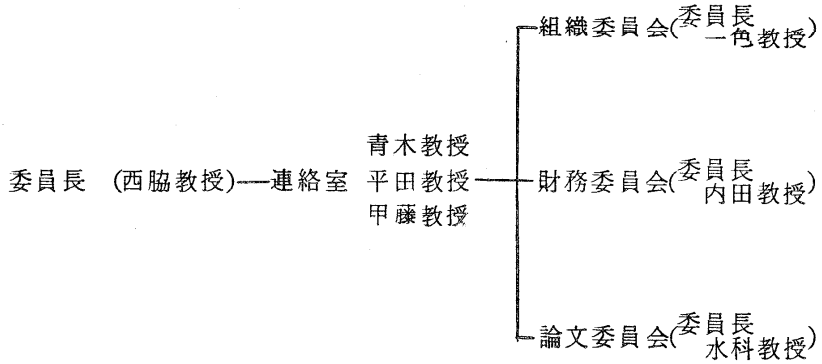 組織委員会(委員長 一色教授)
青木教授
委員長 (西脇教授)―連絡室 平田教授
甲藤教授
財務委員会(委員長 内田教授)
論文委員会(委員長 水科教授)